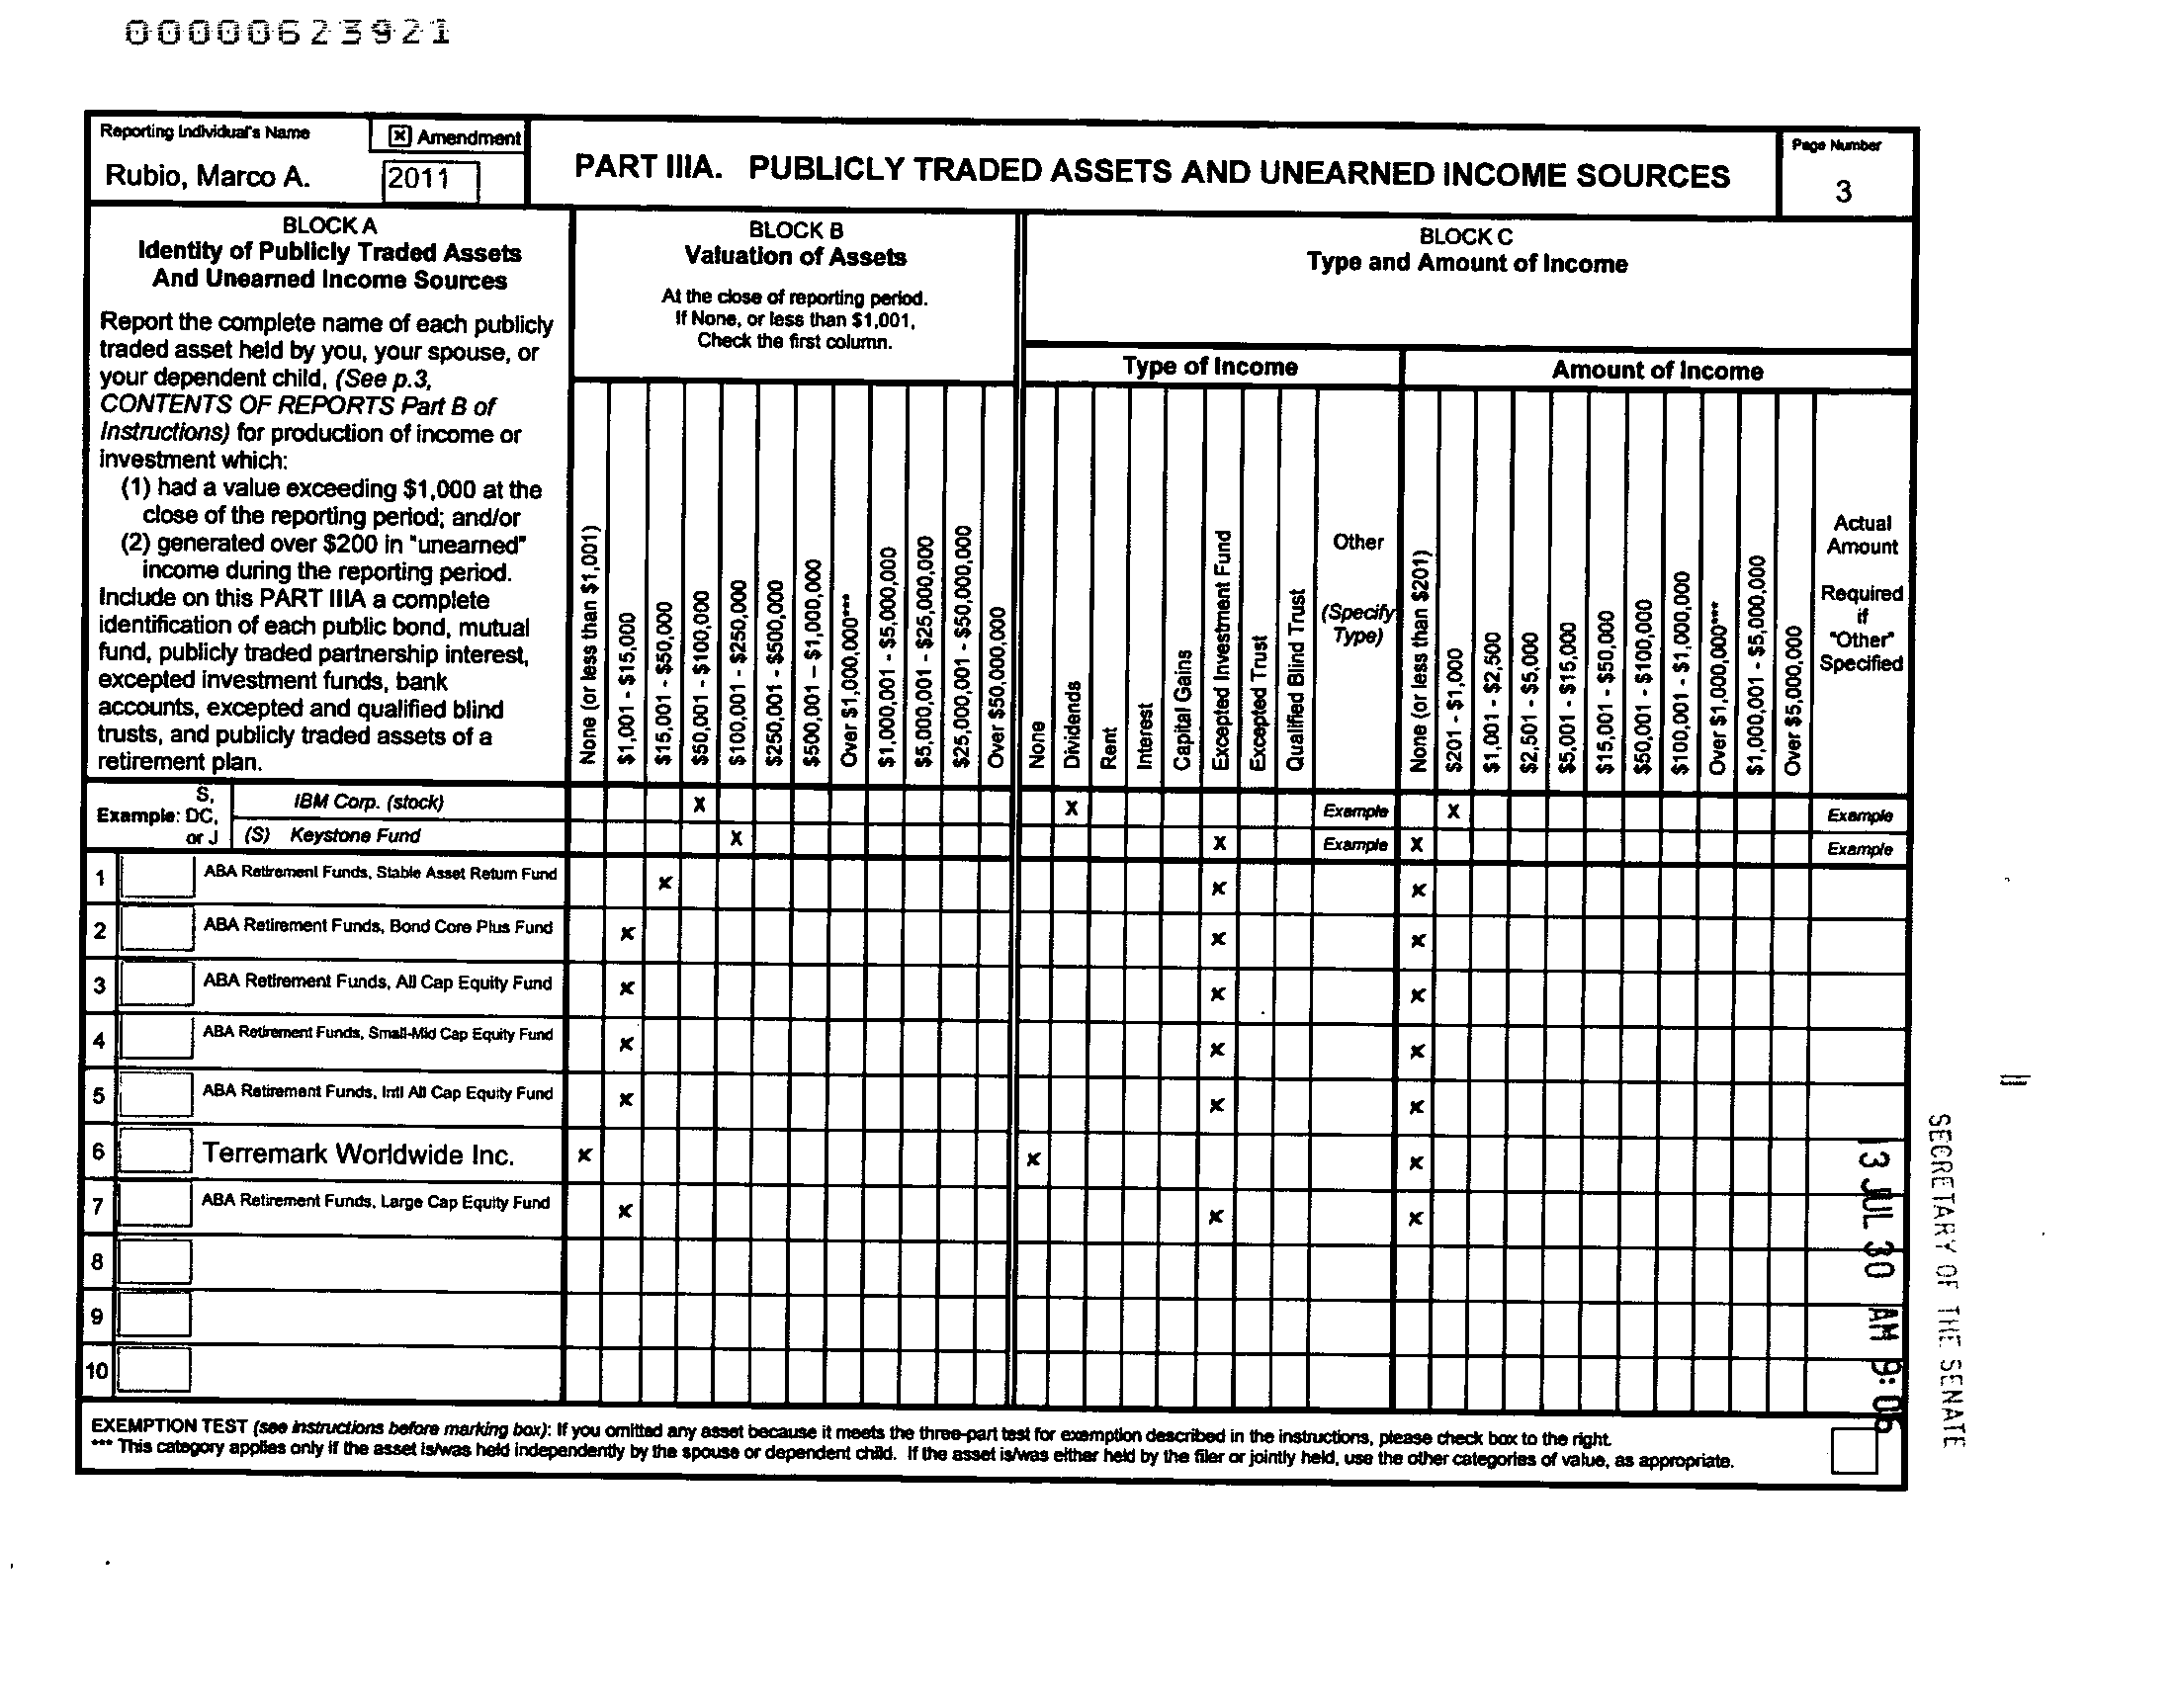 00000623921
Reporting Individual's Name
[x] Amendment
Rubio, Marco A.
2011
PART IIIA. PUBLICLY TRADED ASSETS AND UNEARNED INCOME SOURCES
Page Number
3
BLOCK A
Identity of Publicly Traded Assets
And Unearned Income Sources
Report the complete name of each publicly
traded asset held by you, your spouse, or
your dependent child, (See p.3,
CONTENTS OF REPORTS Part B of
Instructions) for production of income or
investment which:
(1) had a value exceeding $1,000 at the
close of the reporting period; and/or
(2) generated over $200 in "unearned"
income during the reporting period.
Include on this PART IIIA a complete
identification of each public bond, mutual
fund, publicly traded partnership interest,
excepted investment funds, bank
accounts, excepted and qualified blind
trusts, and publicly traded assets of a
retirement plan.
BLOCK B
Valuation of Assets
At the close of reporting period.
If None, or less than $1,001,
Check the first column.
None (or less than $1,001)
$1,001 - $15,000
$15,001 - $50,000
$50,001 - $100,000
$100,001 - $250,000
$250,001 - $500,000
$500,001 – $1,000,000
Over $1,000,000***
$1,000,001 - $5,000,000
$5,000,001 - $25,000,000
$25,000,001 - $50,000,000
Over $50,000,000
BLOCK C
Type and Amount of Income
Type of Income
None
Dividends
Rent
Interest
Capital Gains
Excepted Investment Fund
Excepted Trust
Qualified Blind Trust
Other
(Specify
Type)
Amount of Income
None (or less than $201)
$201 - $1,000
$1,001 - $2,500
$2,501 - $5,000
$5,001 - $15,000
$15,001 - $50,000
$50,001 - $100,000
$100,001 - $1,000,000
Over $1,000,000***
$1,000,001 - $5,000,000
Over $5,000,000
Actual
Amount
Required
if
"Other"
Specified
Example: S, DC, or J
IBM Corp. (stock) X X Example X Example
(S) Keystone Fund X X Example X Example
1 ABA Retirement Funds, Stable Asset Return Fund x x x
2 ABA Retirement Funds, Bond Core Plus Fund x x x
3 ABA Retirement Funds, All Cap Equity Fund x x x
4 ABA Retirement Funds, Small-Mid Cap Equity Fund x x x
5 ABA Retirement Funds, Intl All Cap Equity Fund x x x
6 Terremark Worldwide Inc. x x x
7 ABA Retirement Funds, Large Cap Equity Fund x x x
8
9
10
EXEMPTION TEST (see instructions before marking box): If you omitted any asset because it meets the three-part test for exemption described in the instructions, please check box to the right.
*** This category applies only if the asset is/was held independently by the spouse or dependent child. If the asset is/was either held by the filer or jointly held, use the other categories of value, as appropriate.
SECRETARY OF THE SENATE
13 JUL 30 AM 9:06